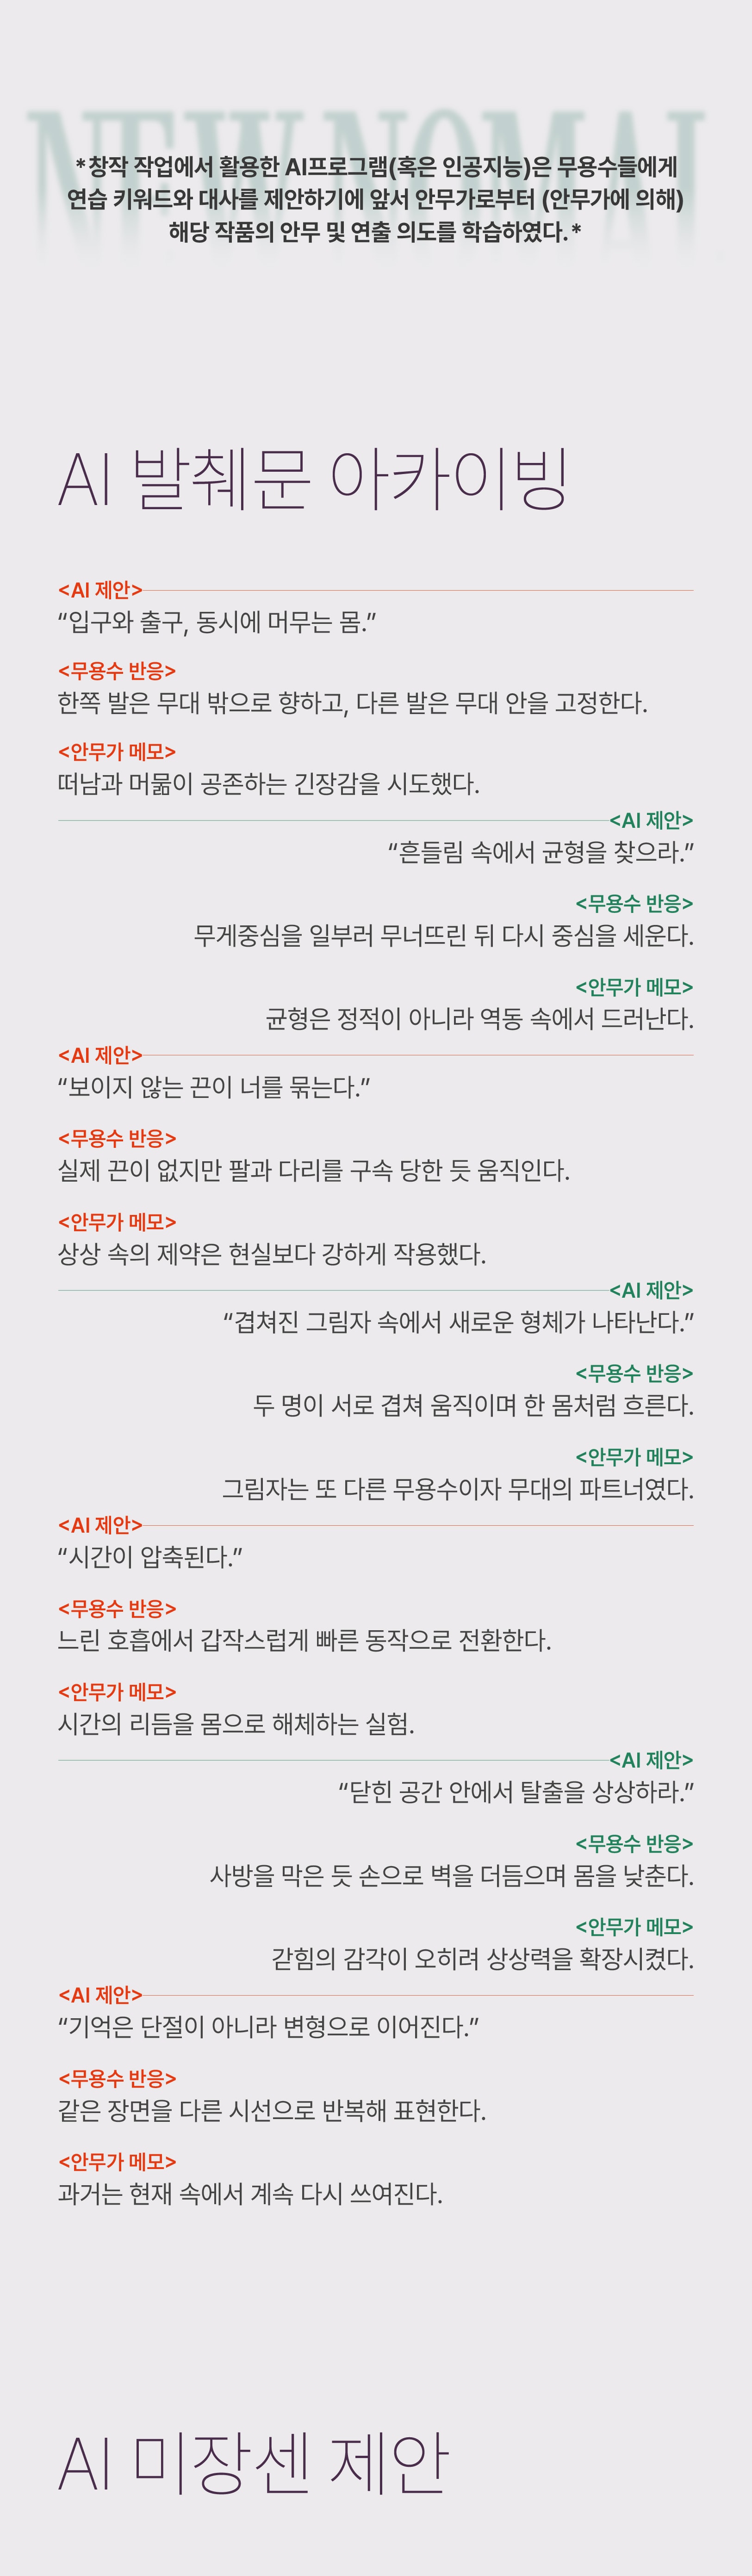 NEW NOMAD
*창작 작업에서 활용한 AI프로그램(혹은 인공지능)은 무용수들에게
연습 키워드와 대사를 제안하기에 앞서 안무가로부터 (안무가에 의해)
해당 작품의 안무 및 연출 의도를 학습하였다.*
AI 발췌문 아카이빙
<AI 제안>
“입구와 출구, 동시에 머무는 몸.”
<무용수 반응>
한쪽 발은 무대 밖으로 향하고, 다른 발은 무대 안을 고정한다.
<안무가 메모>
떠남과 머묾이 공존하는 긴장감을 시도했다.
<AI 제안>
“흔들림 속에서 균형을 찾으라.”
<무용수 반응>
무게중심을 일부러 무너뜨린 뒤 다시 중심을 세운다.
<안무가 메모>
균형은 정적이 아니라 역동 속에서 드러난다.
<AI 제안>
“보이지 않는 끈이 너를 묶는다.”
<무용수 반응>
실제 끈이 없지만 팔과 다리를 구속 당한 듯 움직인다.
<안무가 메모>
상상 속의 제약은 현실보다 강하게 작용했다.
<AI 제안>
“겹쳐진 그림자 속에서 새로운 형체가 나타난다.”
<무용수 반응>
두 명이 서로 겹쳐 움직이며 한 몸처럼 흐른다.
<안무가 메모>
그림자는 또 다른 무용수이자 무대의 파트너였다.
<AI 제안>
“시간이 압축된다.”
<무용수 반응>
느린 호흡에서 갑작스럽게 빠른 동작으로 전환한다.
<안무가 메모>
시간의 리듬을 몸으로 해체하는 실험.
<AI 제안>
“닫힌 공간 안에서 탈출을 상상하라.”
<무용수 반응>
사방을 막은 듯 손으로 벽을 더듬으며 몸을 낮춘다.
<안무가 메모>
갇힘의 감각이 오히려 상상력을 확장시켰다.
<AI 제안>
“기억은 단절이 아니라 변형으로 이어진다.”
<무용수 반응>
같은 장면을 다른 시선으로 반복해 표현한다.
<안무가 메모>
과거는 현재 속에서 계속 다시 쓰여진다.
AI 미장센 제안